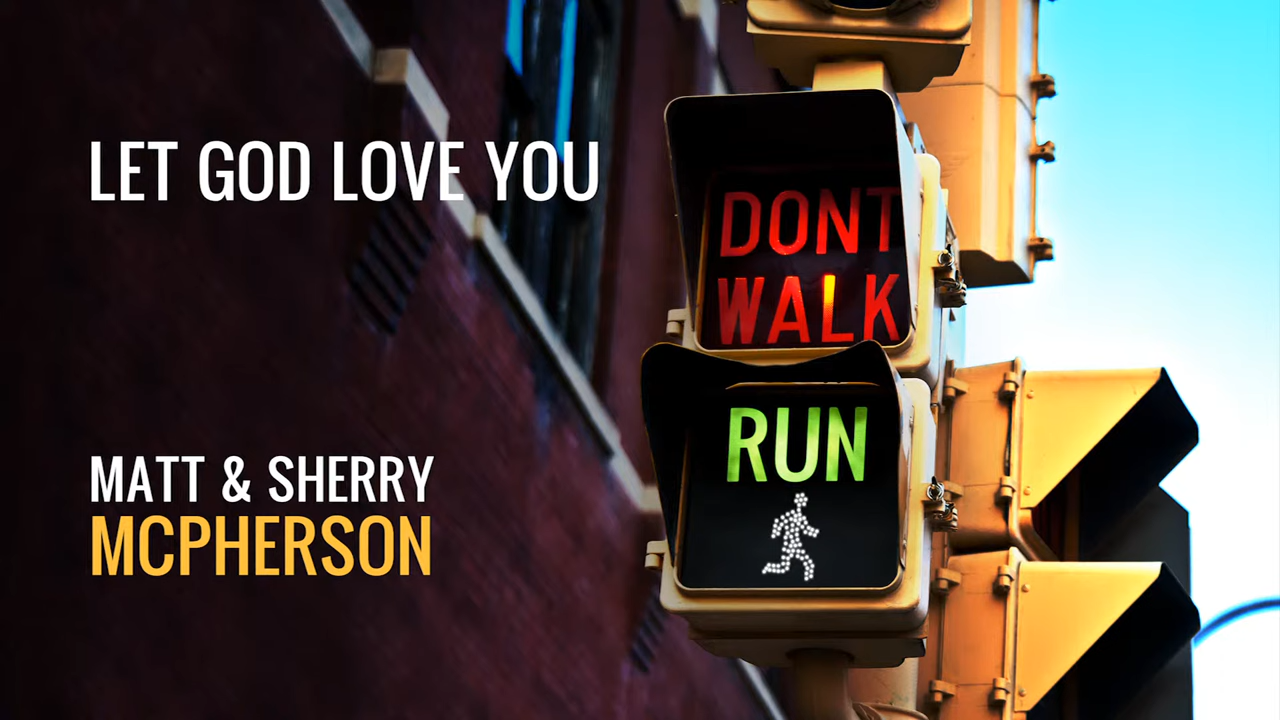 LET GOD LOVE YOU
MATT & SHERRY
MCPHERSON
DONT
WALK
RUN